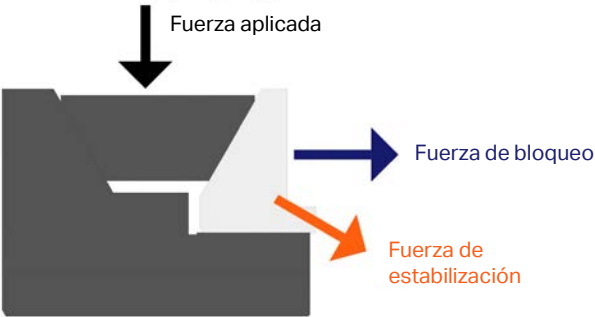 Fuerza aplicada
Fuerza de bloqueo
Fuerza de
estabilización